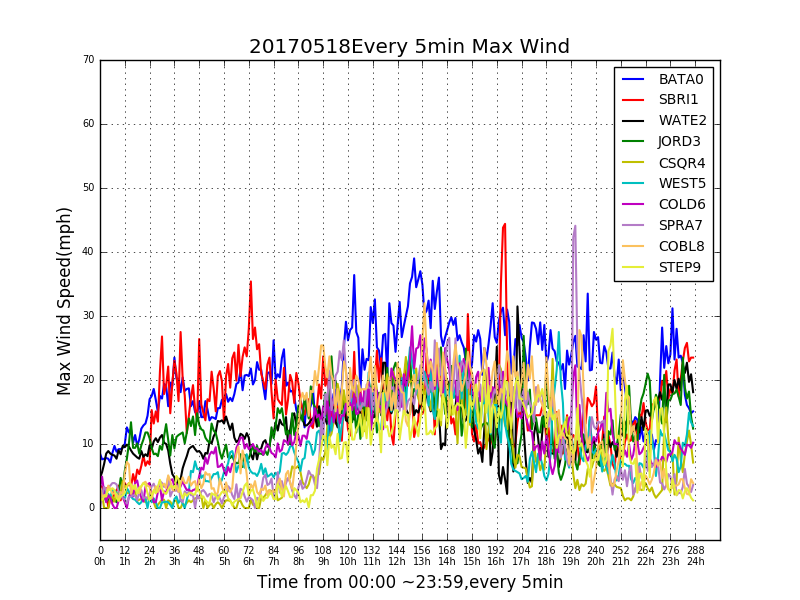 20170518Every 5min Max Wind
70
60
50
40
30
20
10
0
Max Wind Speed(mph)
BATA0
SBRI1
WATE2
JORD3
CSQR4
WEST5
COLD6
SPRA7
COBL8
STEP9
0 12 24 36 48 60 72 84 96 108 120 132 144 156 168 180 192 204 216 228 240 252 264 276 288
0h 1h 2h 3h 4h 5h 6h 7h 8h 9h 10h 11h 12h 13h 14h 15h 16h 17h 18h 19h 20h 21h 22h 23h 24h
Time from 00:00 ~23:59,every 5min